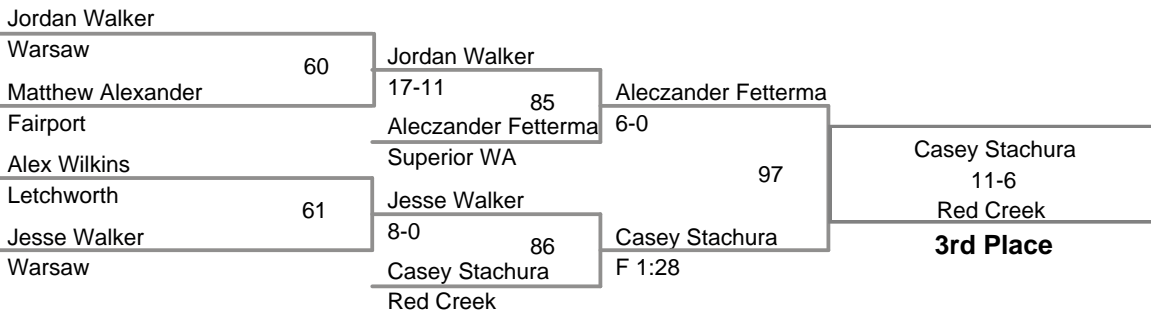 Jordan Walker
Warsaw
60
Matthew Alexander
Fairport
Alex Wilkins
Letchworth
61
Jesse Walker
Warsaw
Jordan Walker
17-11
85
Aleczander Fetterma
Superior WA
Jesse Walker
8-0
86
Casey Stachura
Red Creek
Aleczander Fetterma
6-0
97
Casey Stachura
F 1:28
Casey Stachura
11-6
Red Creek
3rd Place